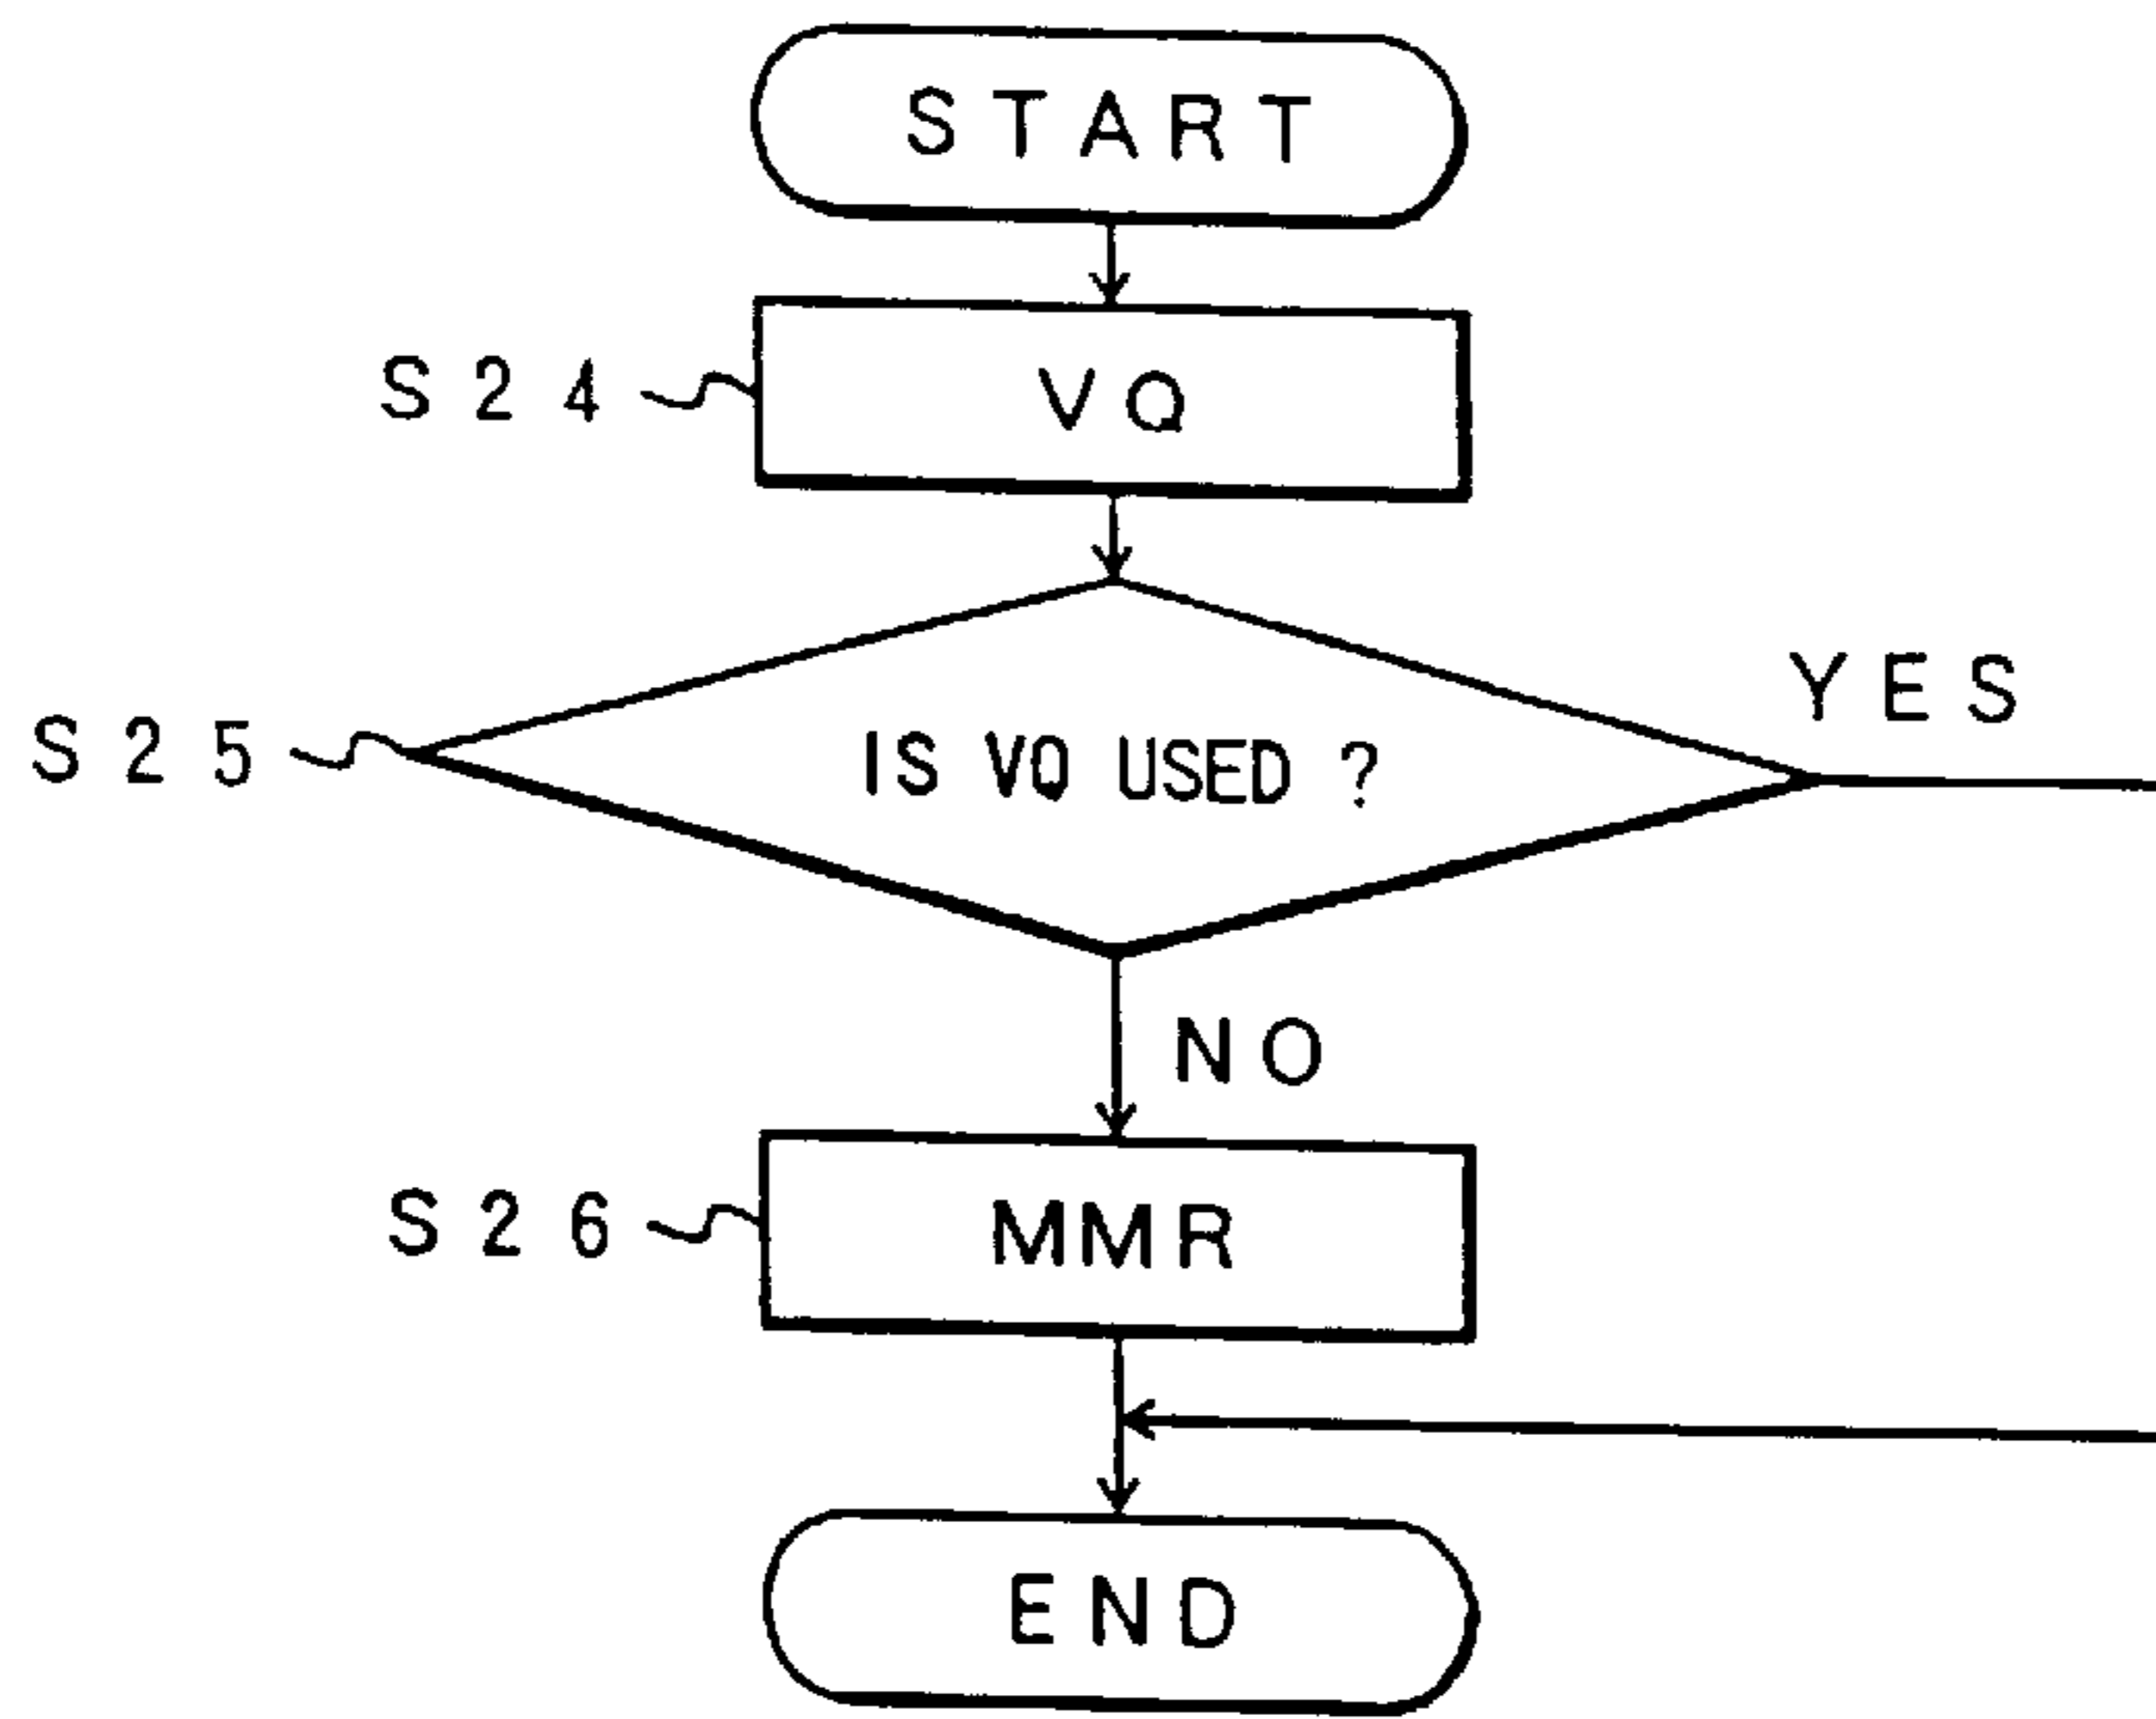 START
S24
VQ
YES
S25
IS VQ USED ?
NO
S26
MMR
END